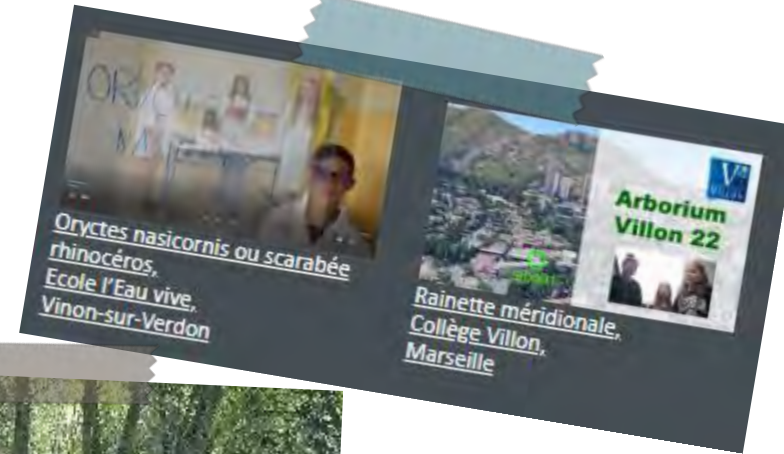 OR
Oryctes nasicornis ou scarabée
rhinocéros,
Ecole l'Eau vive,
Vinon-sur-Verdon
Arborium
Villon 22
Rainette méridionale,
Collège Villon,
Marseille